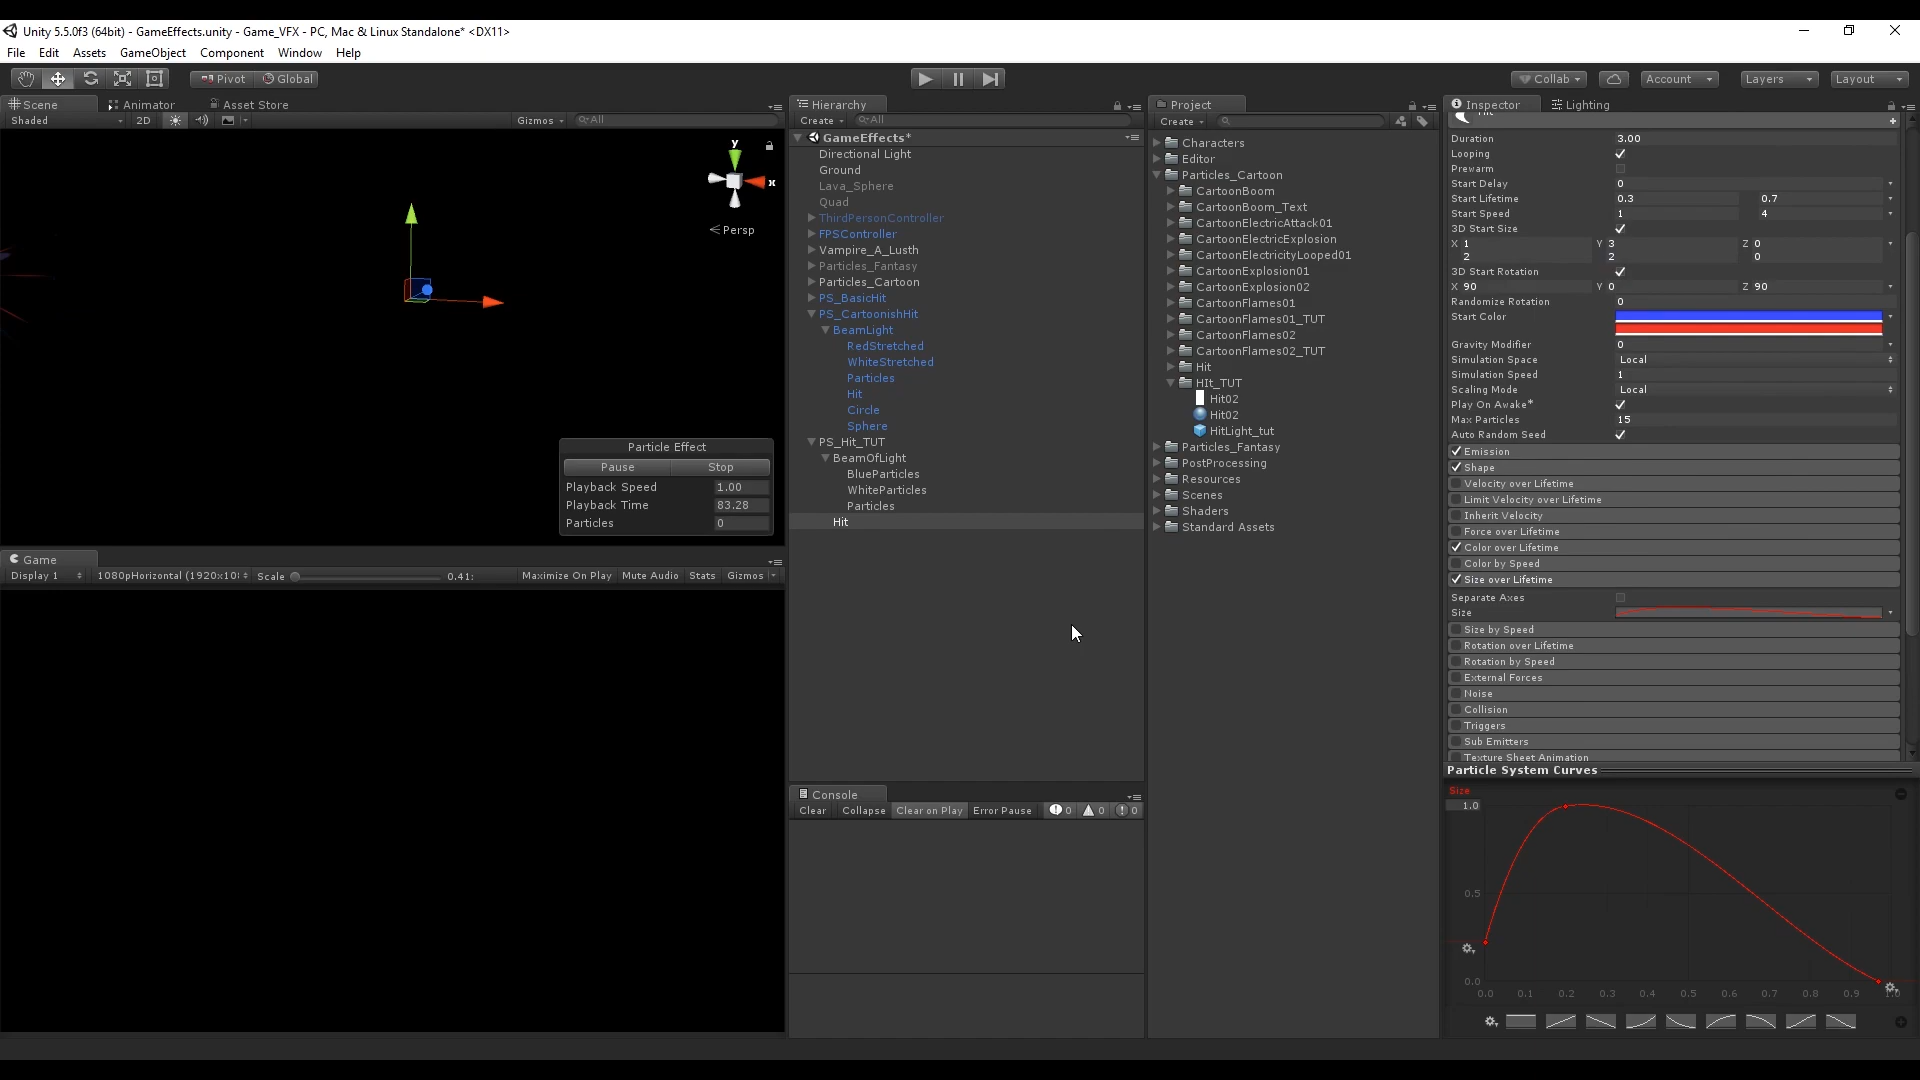 Unity 5.5.0f3 (64bit) - GameEffects.unity - Game_VFX - PC, Mac & Linux Standalone* <DX11>
File Edit Assets GameObject Component Window Help
Pivot Global Collab Account Layers Layout
Scene Animator Asset Store
Shaded 2D Gizmos All
y
x
Persp
Particle Effect
Pause Stop
Playback Speed 1.00
Playback Time 83.28
Particles 0
Game
Display 1 1080pHorizontal (1920x10 Scale 0.41: Maximize On Play Mute Audio Stats Gizmos
Hierarchy
Create All
GameEffects*
Directional Light
Ground
Lava_Sphere
Quad
ThirdPersonController
FPSController
Vampire_A_Lusth
Particles_Fantasy
Particles_Cartoon
PS_BasicHit
PS_CartoonishHit
BeamLight
RedStretched
WhiteStretched
Particles
Hit
Circle
Sphere
PS_Hit_TUT
BeamOfLight
BlueParticles
WhiteParticles
Particles
Hit
Console
Clear Collapse Clear on Play Error Pause 0 0 0
Project
Create
Characters
Editor
Particles_Cartoon
CartoonBoom
CartoonBoom_Text
CartoonElectricAttack01
CartoonElectricExplosion
CartoonElectricityLooped01
CartoonExplosion01
CartoonExplosion02
CartoonFlames01
CartoonFlames01_TUT
CartoonFlames02
CartoonFlames02_TUT
Hit
HIt_TUT
Hit02
Hit02
HitLight_tut
Particles_Fantasy
PostProcessing
Resources
Scenes
Shaders
Standard Assets
Inspector Lighting
Hit
Duration 3.00
Looping
Prewarm
Start Delay 0
Start Lifetime 0.3 0.7
Start Speed 1 4
3D Start Size
X 1 Y 3 Z 0
2 2 0
3D Start Rotation
X 90 Y 0 Z 90
Randomize Rotation 0
Start Color
Gravity Modifier 0
Simulation Space Local
Simulation Speed 1
Scaling Mode Local
Play On Awake*
Max Particles 15
Auto Random Seed
Emission
Shape
Velocity over Lifetime
Limit Velocity over Lifetime
Inherit Velocity
Force over Lifetime
Color over Lifetime
Color by Speed
Size over Lifetime
Separate Axes
Size
Size by Speed
Rotation over Lifetime
Rotation by Speed
External Forces
Noise
Collision
Triggers
Sub Emitters
Texture Sheet Animation
Particle System Curves
Size
1.0
0.5
0.0
0.0 0.1 0.2 0.3 0.4 0.5 0.6 0.7 0.8 0.9 1.0